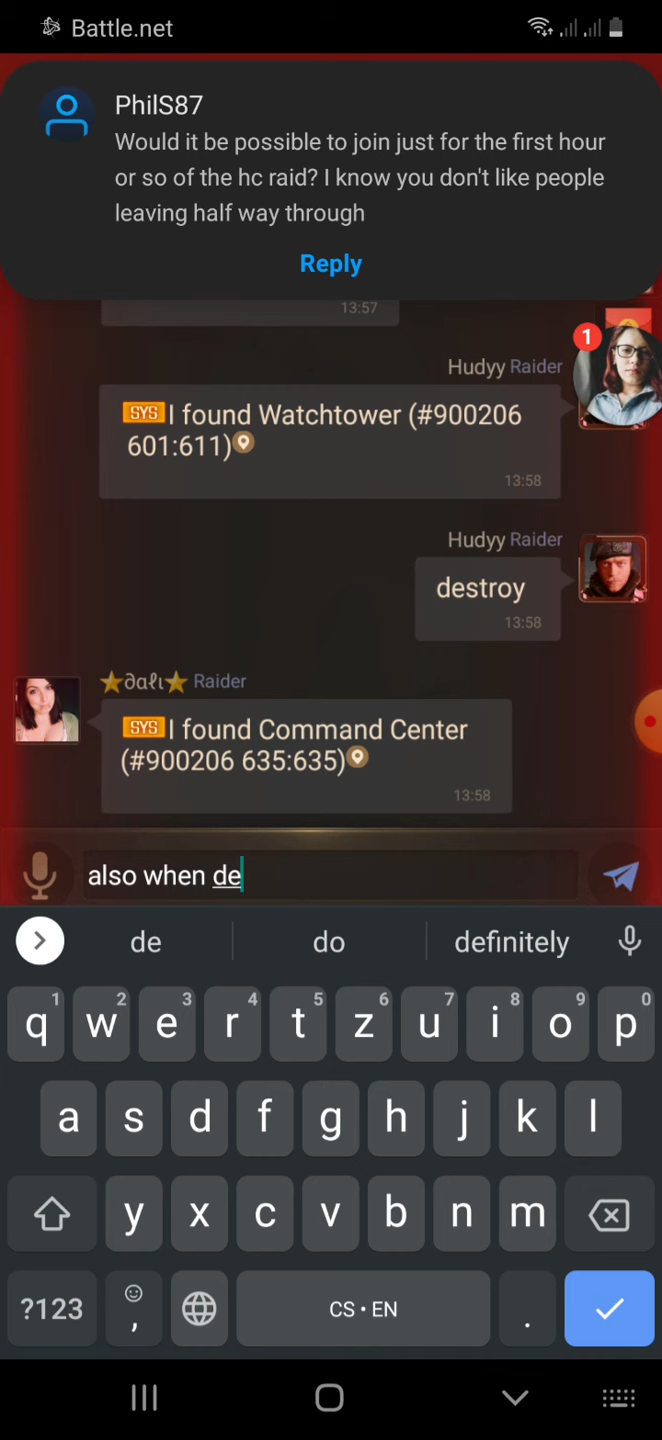 Battle.net
PhilS87
Would it be possible to join just for the first hour
or so of the hc raid? I know you don't like people
leaving half way through
Reply
13:57
Hudyy Raider
1
SYS I found Watchtower (#900206
601:611)
13:58
Hudyy Raider
destroy
13:58
⭐∂αℓι⭐ Raider
SYS I found Command Center
(#900206 635:635)
13:58
also when de
de do definitely
1 2 3 4 5 6 7 8 9 0
q w e r t z u i o p
a s d f g h j k l
y x c v b n m
?123 , CS • EN .